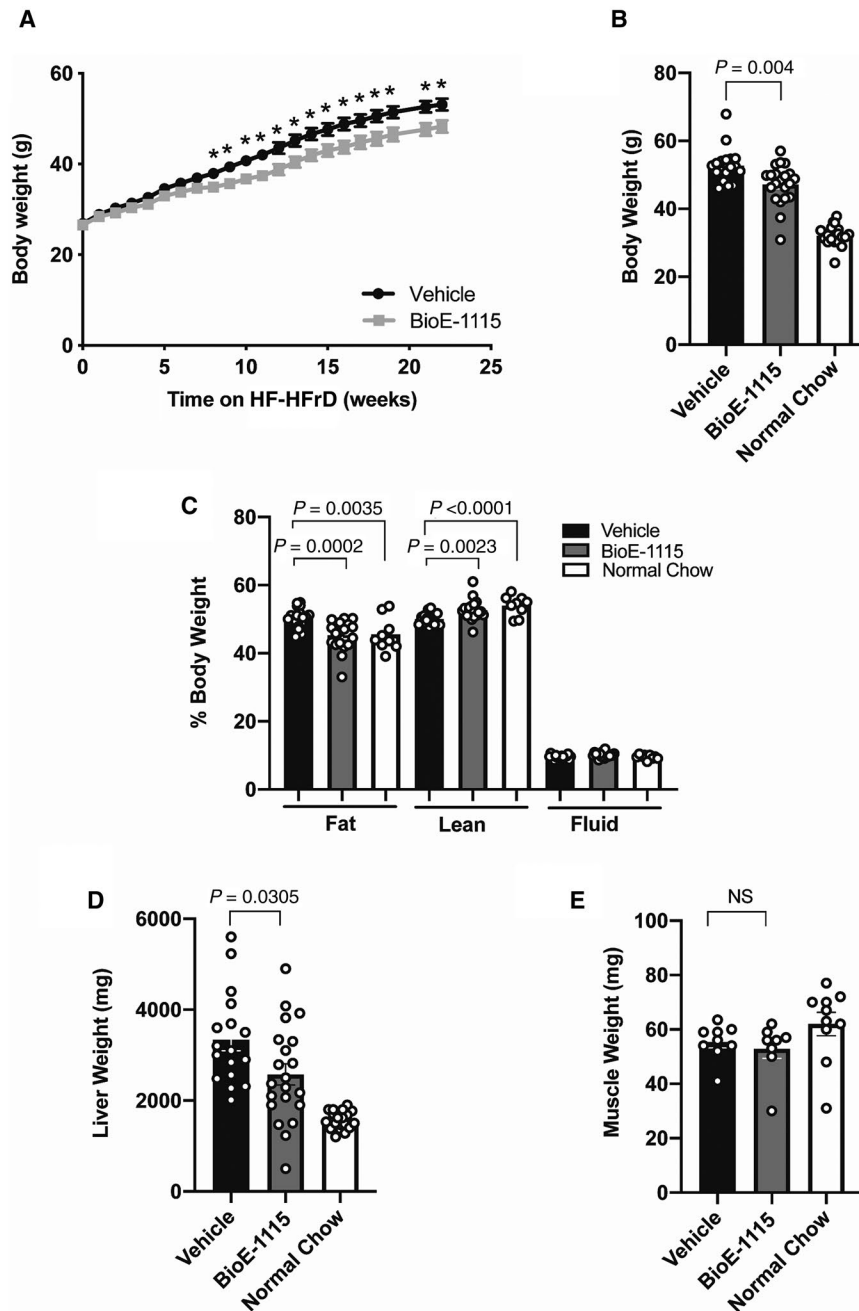 A
60
40
20
0
Body weight (g)
* * * * * * * * * * * * * *
Vehicle
BioE-1115
0 5 10 15 20 25
Time on HF-HFrD (weeks)
B
P = 0.004
80
60
40
20
0
Body Weight (g)
Vehicle
BioE-1115
Normal Chow
C
P = 0.0035
P = 0.0002
P <0.0001
P = 0.0023
Vehicle
BioE-1115
Normal Chow
80
60
40
20
0
% Body Weight
Fat
Lean
Fluid
D
P = 0.0305
6000
4000
2000
0
Liver Weight (mg)
Vehicle
BioE-1115
Normal Chow
E
NS
100
80
60
40
20
0
Muscle Weight (mg)
Vehicle
BioE-1115
Normal Chow